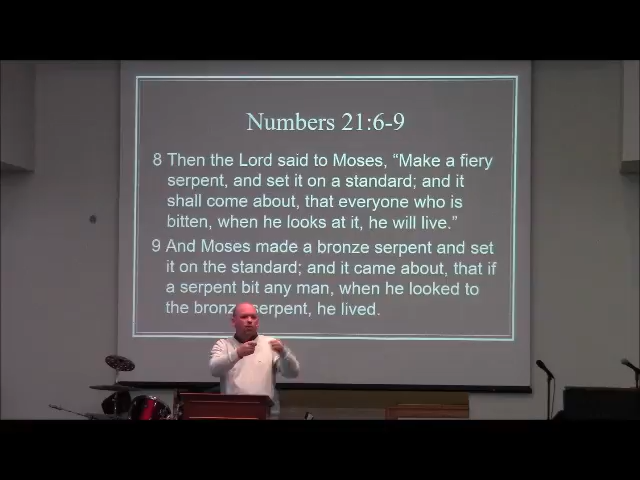 Numbers 21:6-9
8 Then the Lord said to Moses, “Make a fiery
serpent, and set it on a standard; and it
shall come about, that everyone who is
bitten, when he looks at it, he will live.”
9 And Moses made a bronze serpent and set
it on the standard; and it came about, that if
a serpent bit any man, when he looked to
the bronze serpent, he lived.